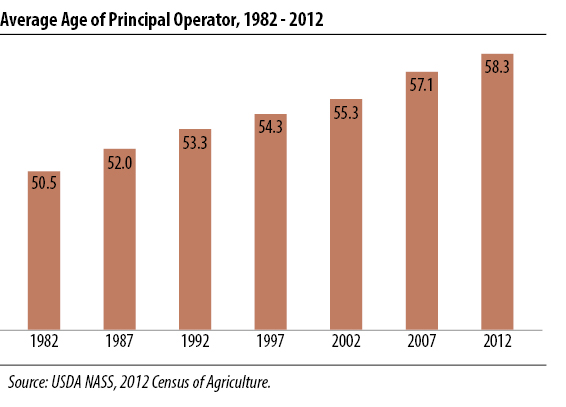 Average Age of Principal Operator, 1982 - 2012
50.5
52.0
53.3
54.3
55.3
57.1
58.3
1982 1987 1992 1997 2002 2007 2012
Source: USDA NASS, 2012 Census of Agriculture.